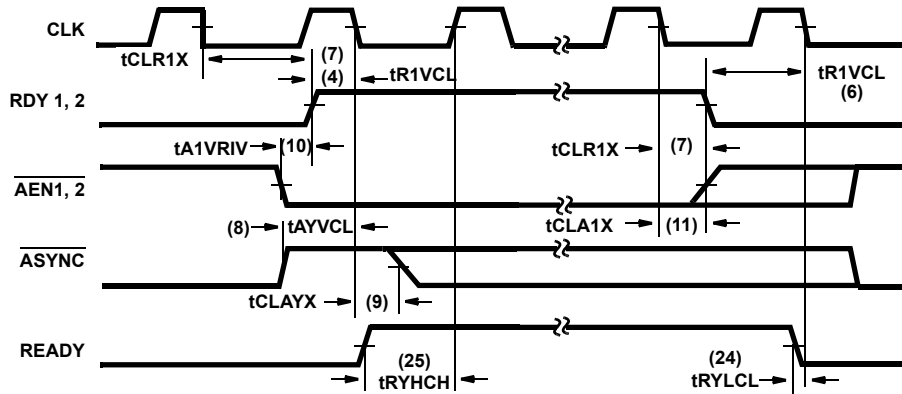 CLK
tCLR1X
(7)
(4)
tR1VCL
tR1VCL
(6)
RDY 1, 2
tA1VRIV
(10)
tCLR1X
(7)
AEN1, 2
(8)
tAYVCL
tCLA1X
(11)
ASYNC
tCLAYX
(9)
READY
(25)
tRYHCH
(24)
tRYLCL